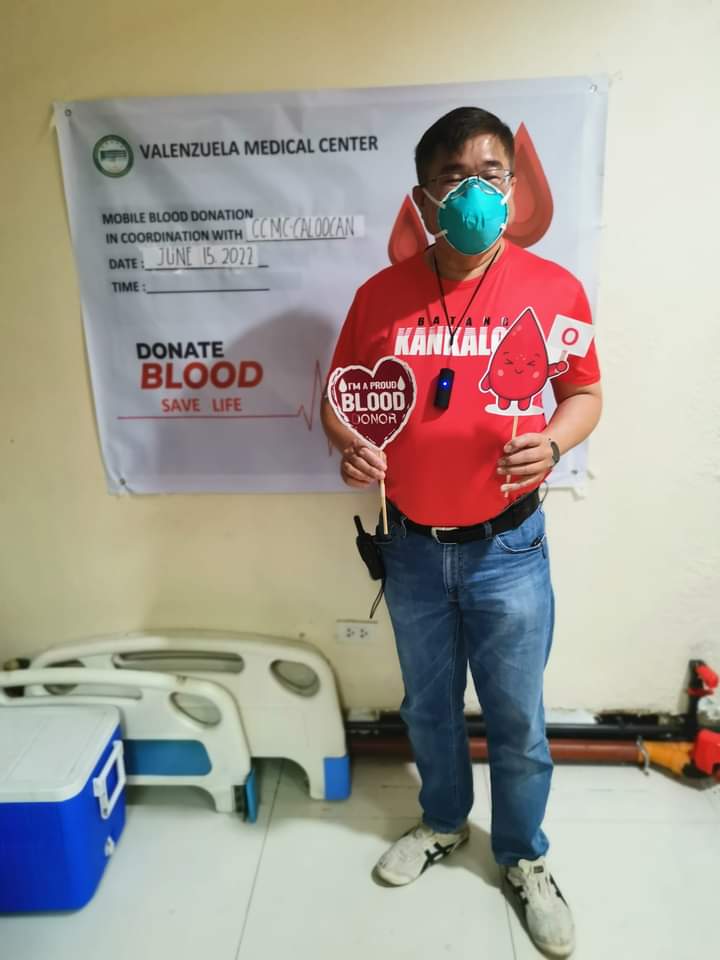 VALENZUELA MEDICAL CENTER
MOBILE BLOOD DONATION
IN COORDINATION WITH CCMC-CALOOCAN
DATE : JUNE 15, 2022
TIME :
DONATE
BLOOD
SAVE LIFE
BATANG
KANKALO
I'M A PROUD
BLOOD
DONOR
O